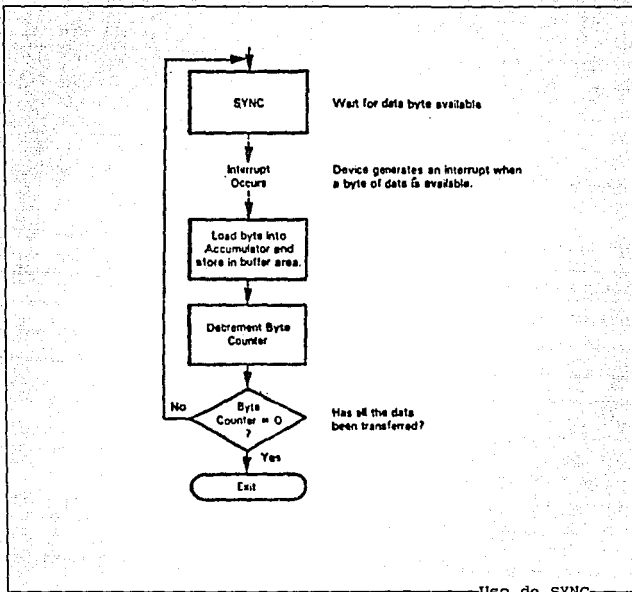 SYNC
Wait for data byte available
Interrupt
Occurs
Device generates an interrupt when
a byte of data is available.
Load byte into
Accumulator and
store in buffer area.
Decrement Byte
Counter
No
Byte
Counter = 0
?
Has all the data
been transferred?
Yes
Exit
Uso de SYNC